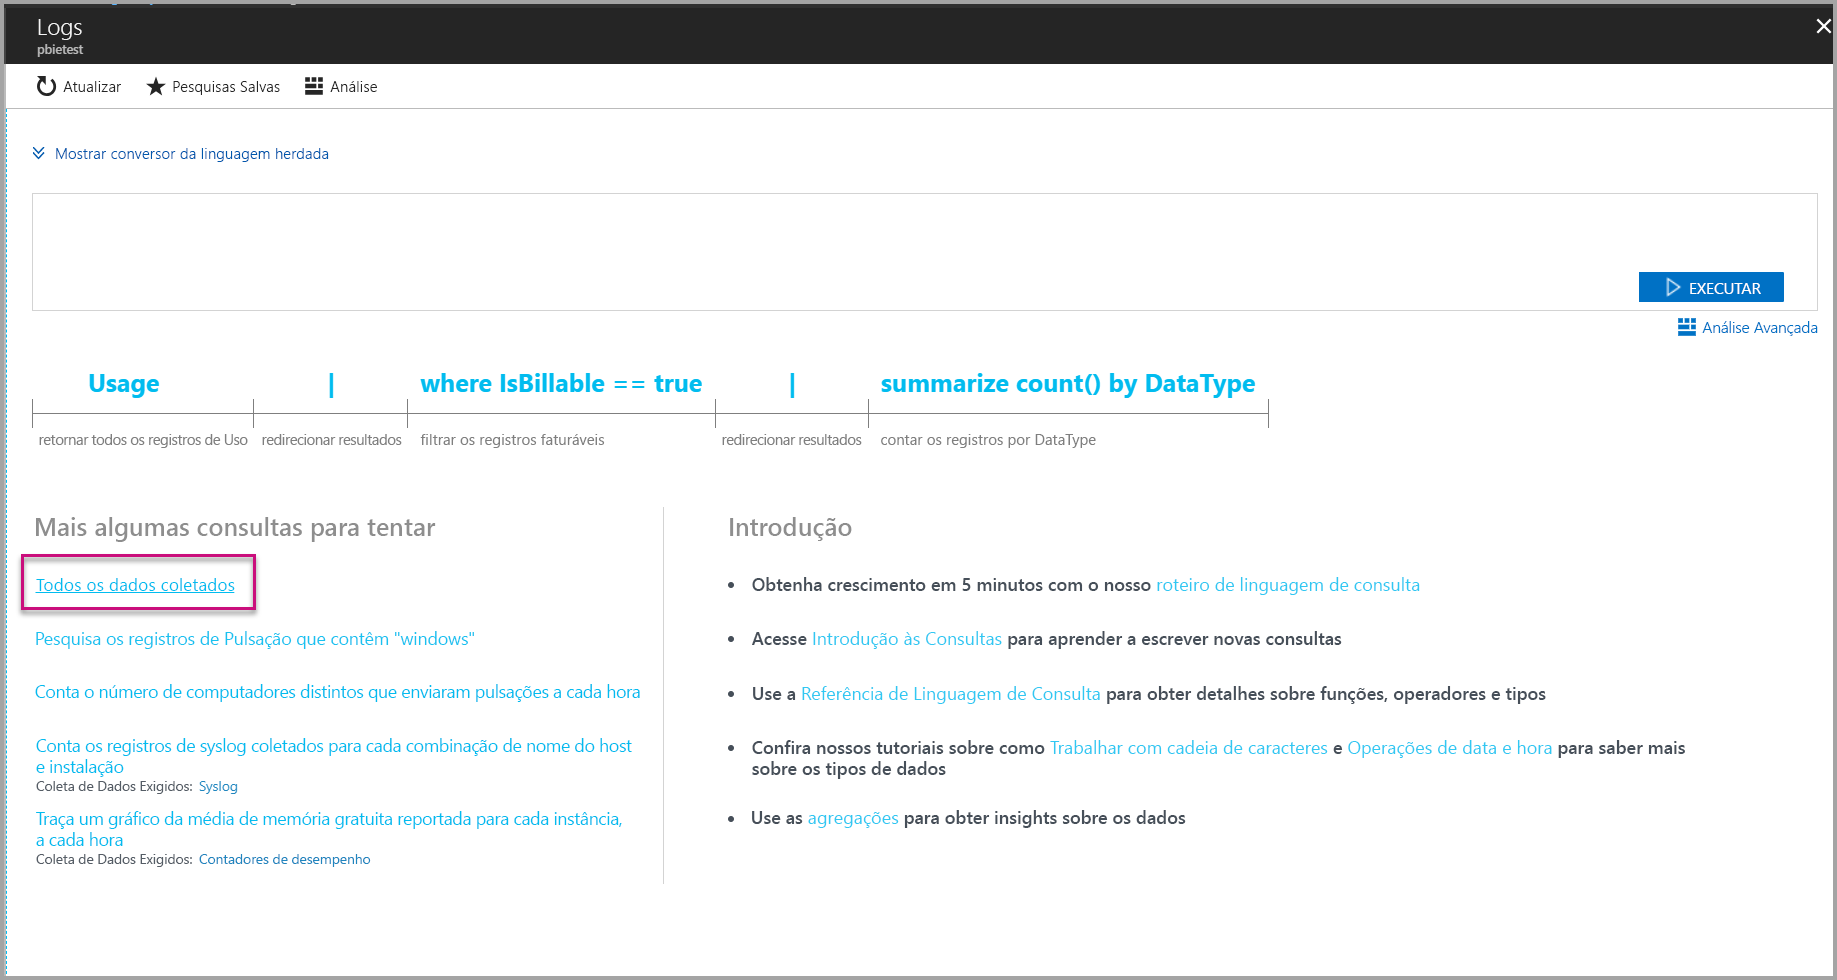 Logs
pbietest
Atualizar Pesquisas Salvas Análise
Mostrar conversor da linguagem herdada
EXECUTAR
Análise Avançada
Usage | where IsBillable == true | summarize count() by DataType
retornar todos os registros de Uso redirecionar resultados filtrar os registros faturáveis redirecionar resultados contar os registros por DataType
Mais algumas consultas para tentar
Todos os dados coletados
Pesquisa os registros de Pulsação que contêm "windows"
Conta o número de computadores distintos que enviaram pulsações a cada hora
Conta os registros de syslog coletados para cada combinação de nome do host
e instalação
Coleta de Dados Exigidos: Syslog
Traça um gráfico da média de memória gratuita reportada para cada instância,
a cada hora
Coleta de Dados Exigidos: Contadores de desempenho
Introdução
• Obtenha crescimento em 5 minutos com o nosso roteiro de linguagem de consulta
• Acesse Introdução às Consultas para aprender a escrever novas consultas
• Use a Referência de Linguagem de Consulta para obter detalhes sobre funções, operadores e tipos
• Confira nossos tutoriais sobre como Trabalhar com cadeia de caracteres e Operações de data e hora para saber mais
sobre os tipos de dados
• Use as agregações para obter insights sobre os dados